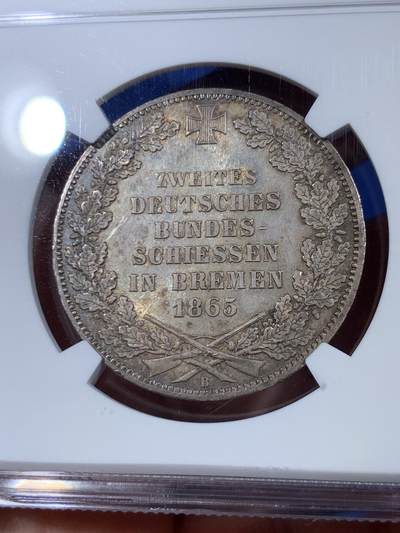 ZWEITES
DEUTSCHES
BUNDES-
SCHIESSEN
IN BREMEN
1865
B